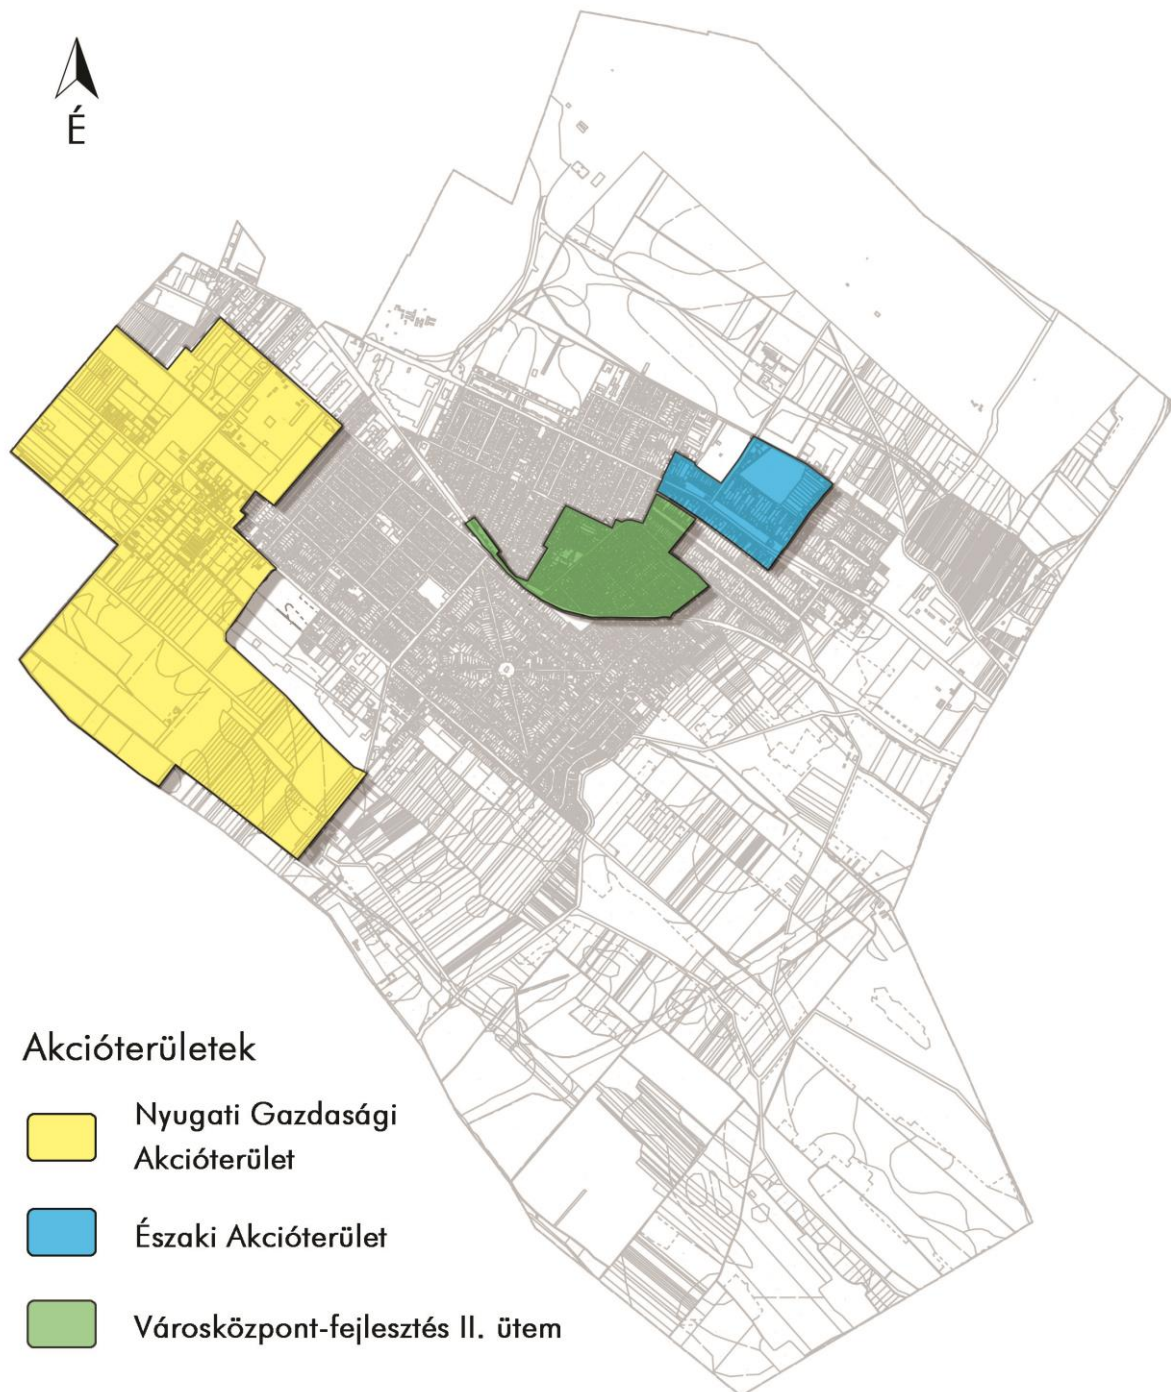 É
Akcióterületek
Nyugati Gazdasági
Akcióterület
Északi Akcióterület
Városközpont-fejlesztés II. ütem